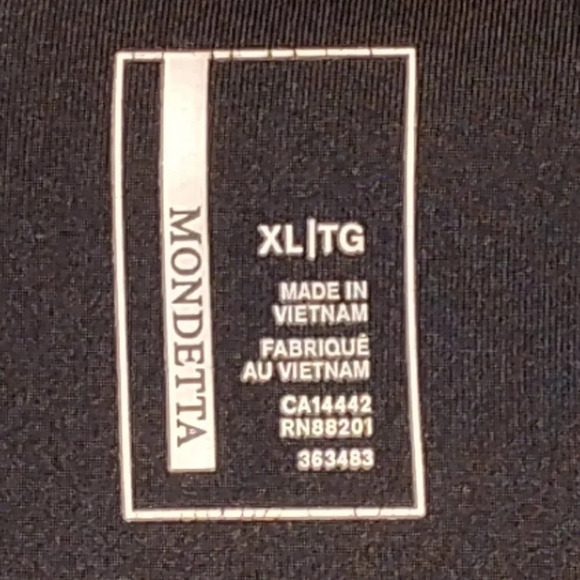 MONDETTA
XL|TG
MADE IN
VIETNAM
FABRIQUÉ
AU VIETNAM
CA14442
RN88201
363483